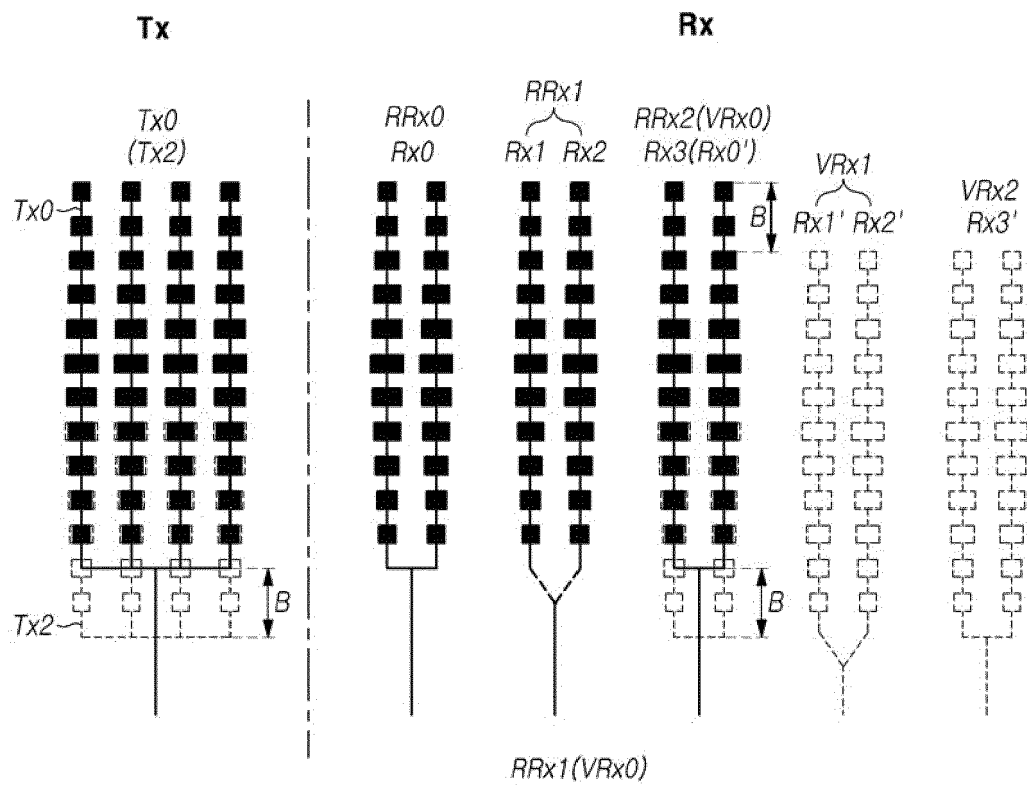 Tx
Rx
Tx0
(Tx2)
RRx0
Rx0
RRx1
Rx1 Rx2
RRx2(VRx0)
Rx3(Rx0')
VRx1
Rx1' Rx2'
VRx2
Rx3'
Tx0
B
Tx2
B
B
RRx1(VRx0)